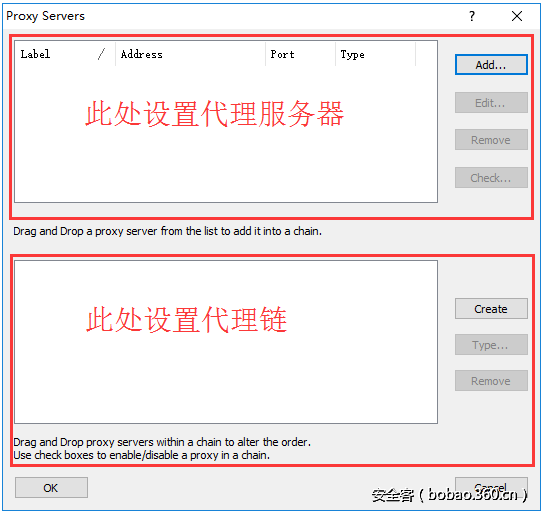 Proxy Servers
Label / Address Port Type
Add...
此处设置代理服务器
Edit...
Remove
Check...
Drag and Drop a proxy server from the list to add it into a chain.
此处设置代理链
Create
Type...
Remove
Drag and Drop proxy servers within a chain to alter the order.
Use check boxes to enable/disable a proxy in a chain.
OK
Cancel
安全客（bobao.360.cn）